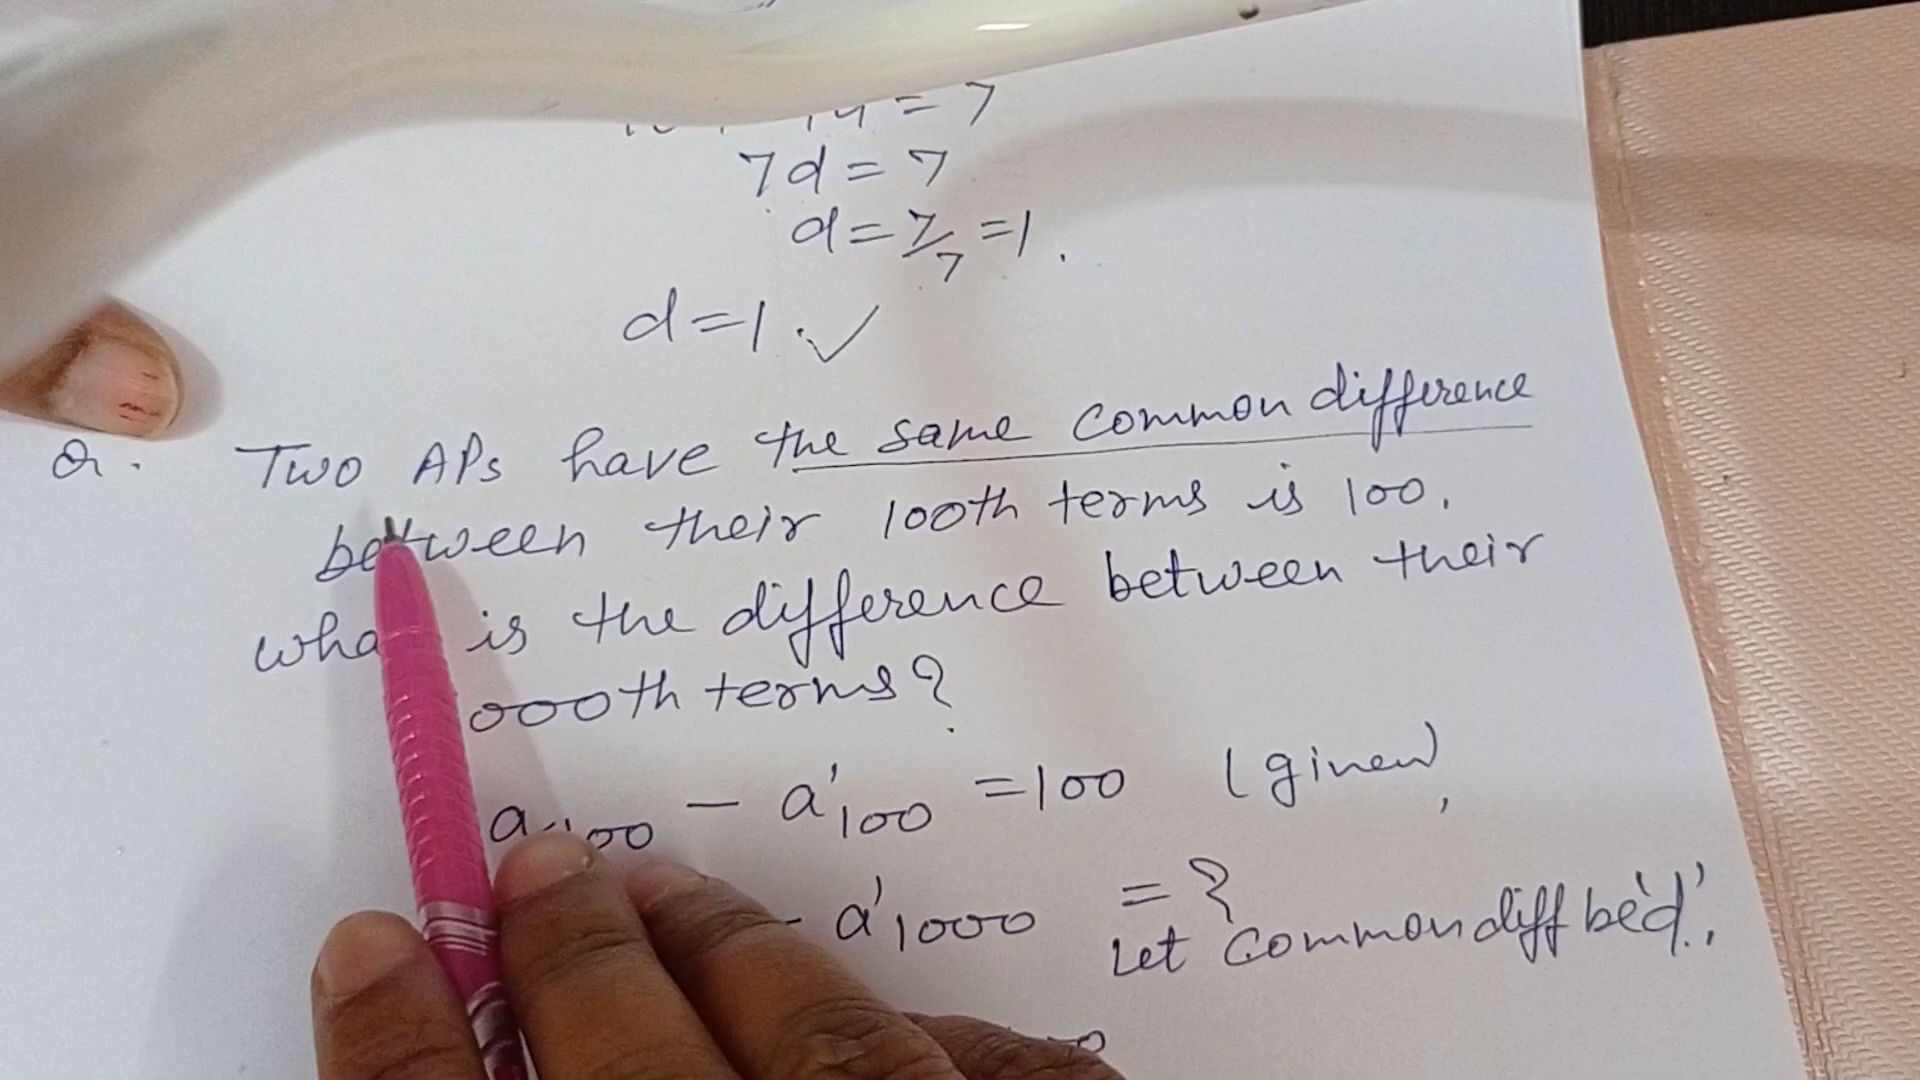 7d = 7
d = 7/7 = 1.
d = 1. ✓
Q. Two APs have the same common difference
between their 100th terms is 100.
is the difference between their
000th terms?
a'100 = 100 (given),
- a'1000 = ?
Let common diff be 'd'.,